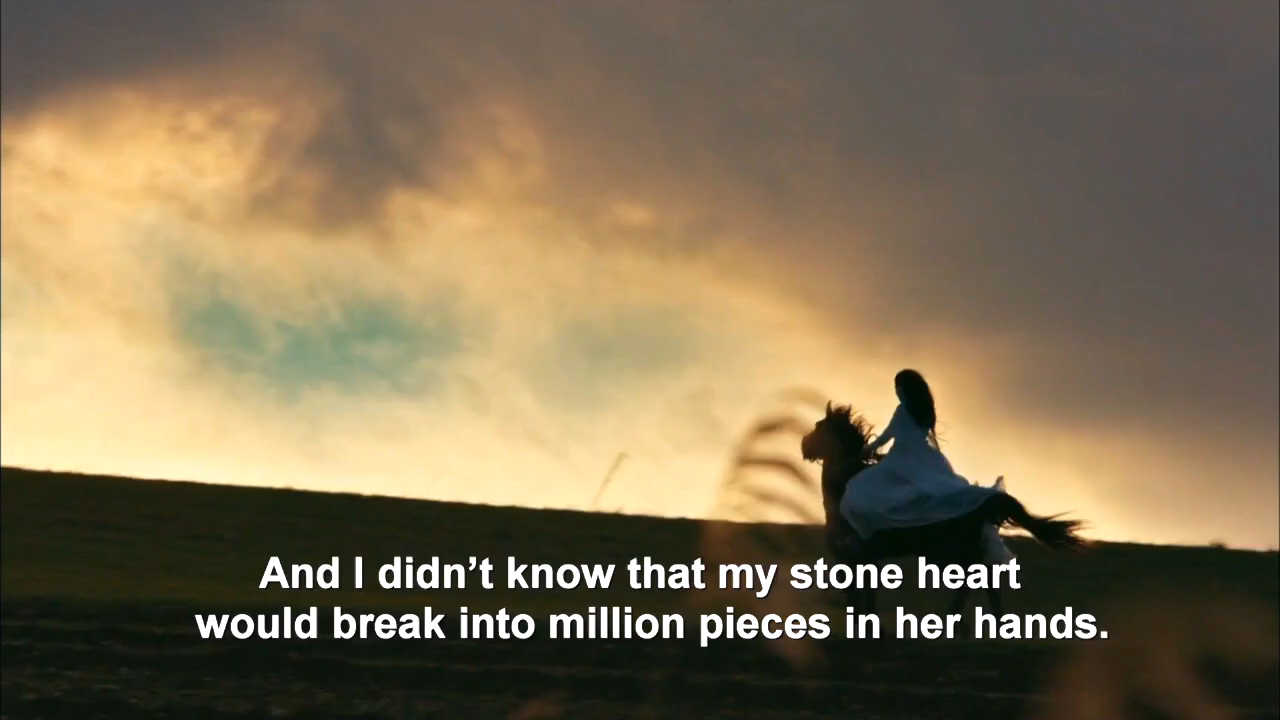 And I didn’t know that my stone heart
would break into million pieces in her hands.